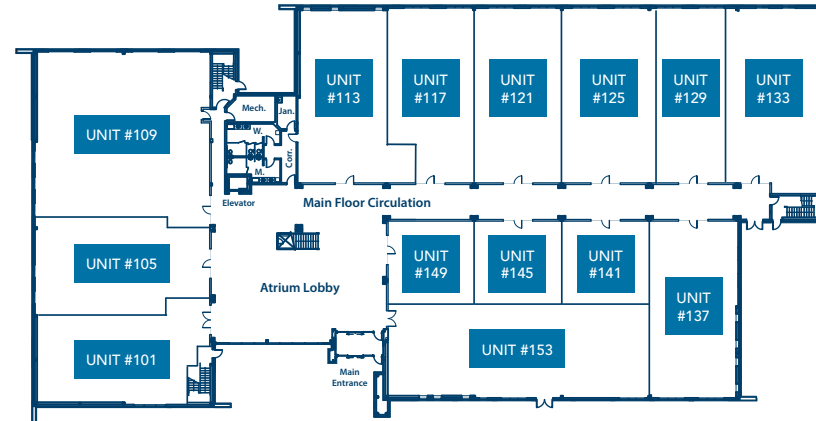 UNIT
#113
UNIT
#117
UNIT
#121
UNIT
#125
UNIT
#129
UNIT
#133
UNIT #109
Mech.
Jan.
W.
M.
Corr.
Elevator
Main Floor Circulation
UNIT #105
Atrium Lobby
UNIT
#149
UNIT
#145
UNIT
#141
UNIT
#137
UNIT #101
UNIT #153
Main
Entrance